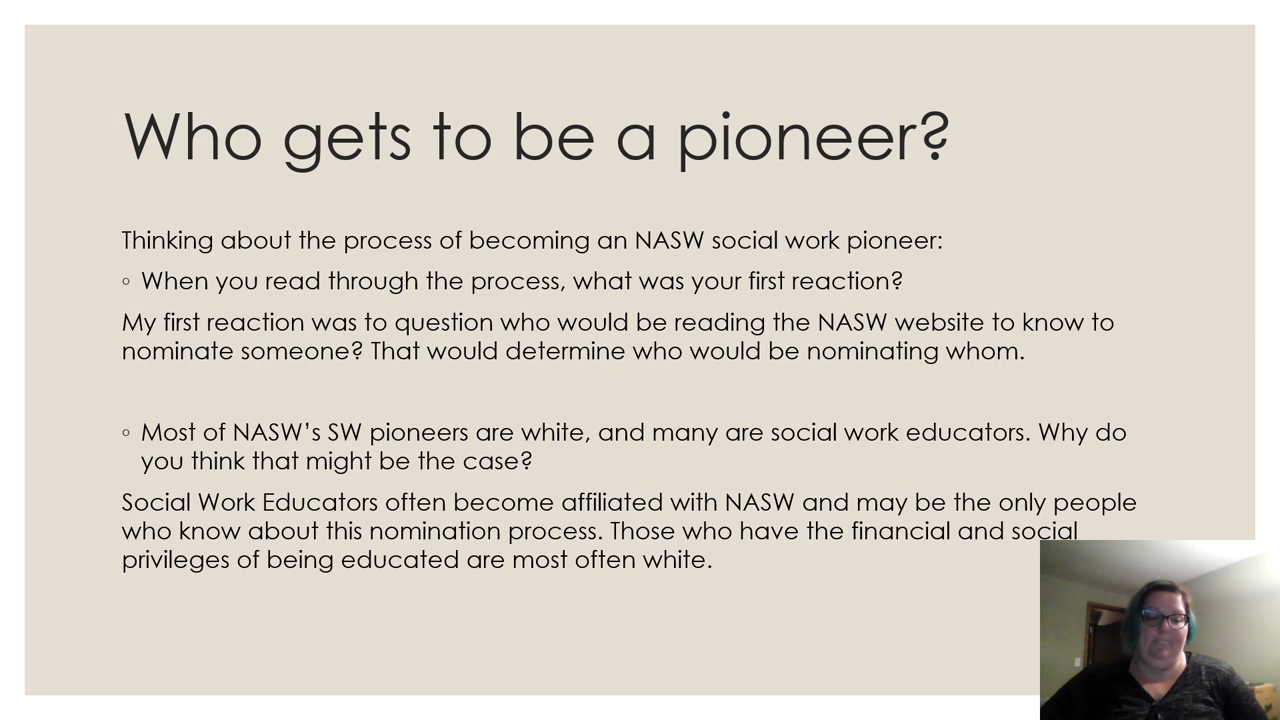 Who gets to be a pioneer?
Thinking about the process of becoming an NASW social work pioneer:
◦ When you read through the process, what was your first reaction?
My first reaction was to question who would be reading the NASW website to know to
nominate someone? That would determine who would be nominating whom.
◦ Most of NASW’s SW pioneers are white, and many are social work educators. Why do
you think that might be the case?
Social Work Educators often become affiliated with NASW and may be the only people
who know about this nomination process. Those who have the financial and social
privileges of being educated are most often white.